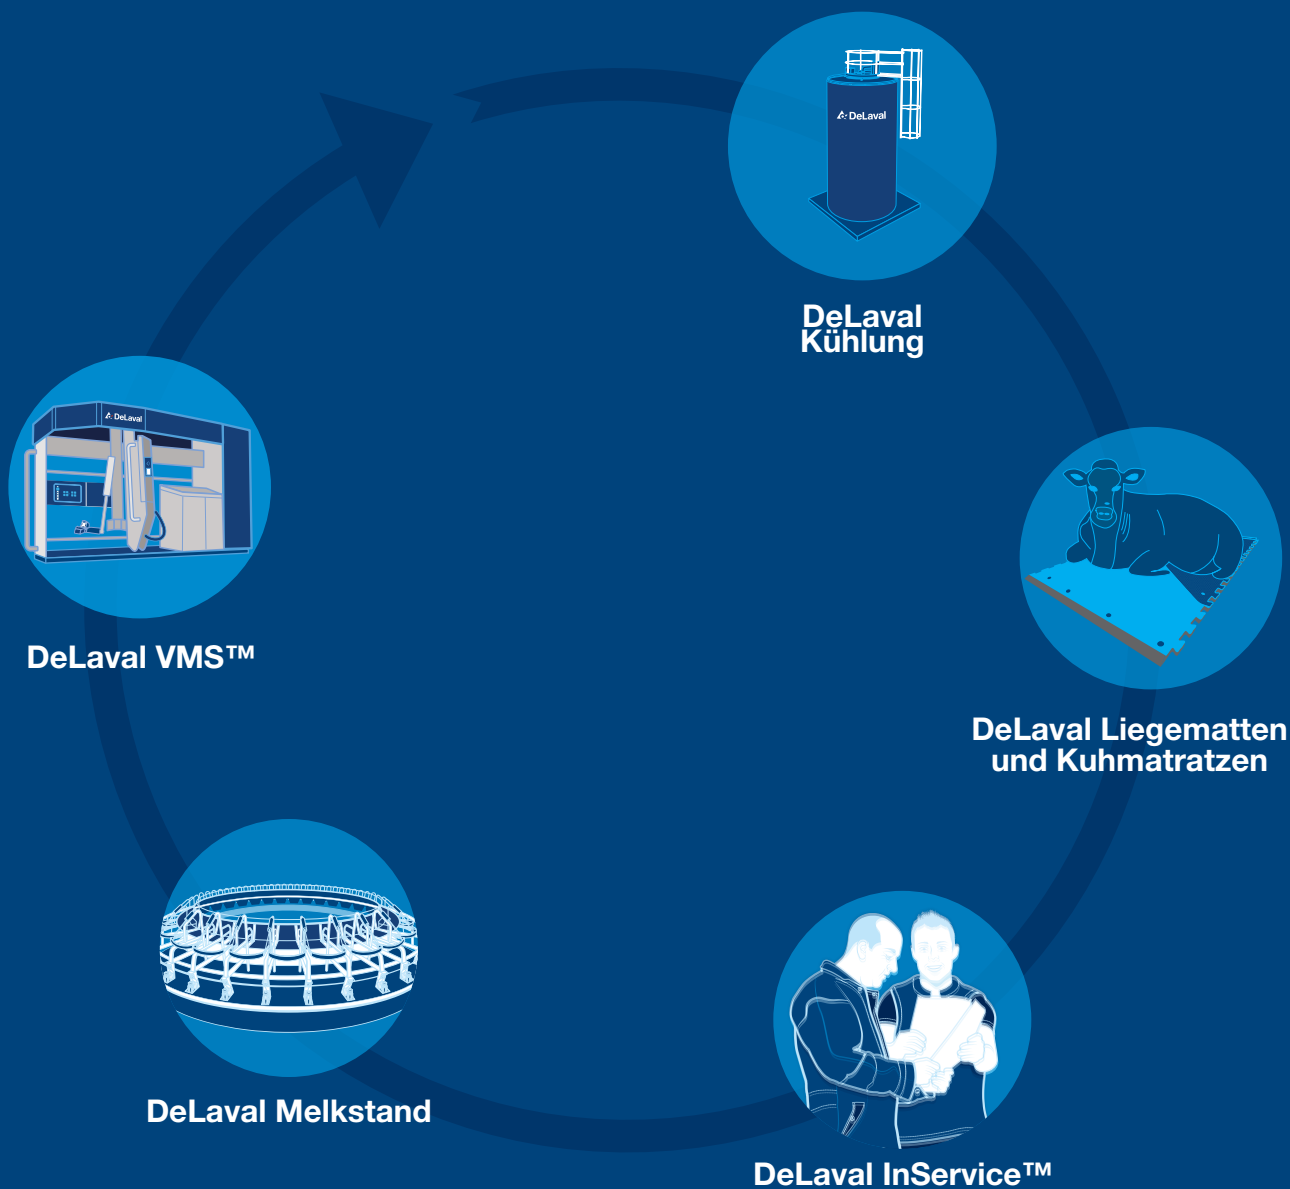 DeLaval
DeLaval
Kühlung
DeLaval
DeLaval VMS™
DeLaval Liegematten
und Kuhmatratzen
DeLaval Melkstand
DeLaval InService™